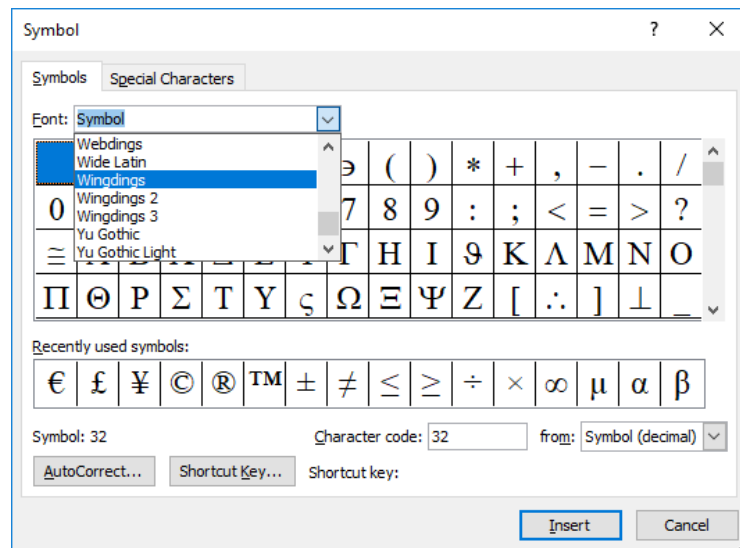 Symbol ? ×
Symbols Special Characters
Font: Symbol
Webdings
Wide Latin
Wingdings
Wingdings 2
Wingdings 3
Yu Gothic
Yu Gothic Light
∍ ( ) * + , − . /
0 7 8 9 : ; < = > ?
≅ Γ Η Ι ϑ Κ Λ Μ Ν Ο
Π Θ Ρ Σ Τ Υ ς Ω Ξ Ψ Ζ [ ∴ ] ⊥ _
Recently used symbols:
€ £ ¥ © ® ™ ± ≠ ≤ ≥ ÷ × ∞ µ α β
Symbol: 32 Character code: 32 from: Symbol (decimal)
AutoCorrect... Shortcut Key... Shortcut key:
Insert Cancel